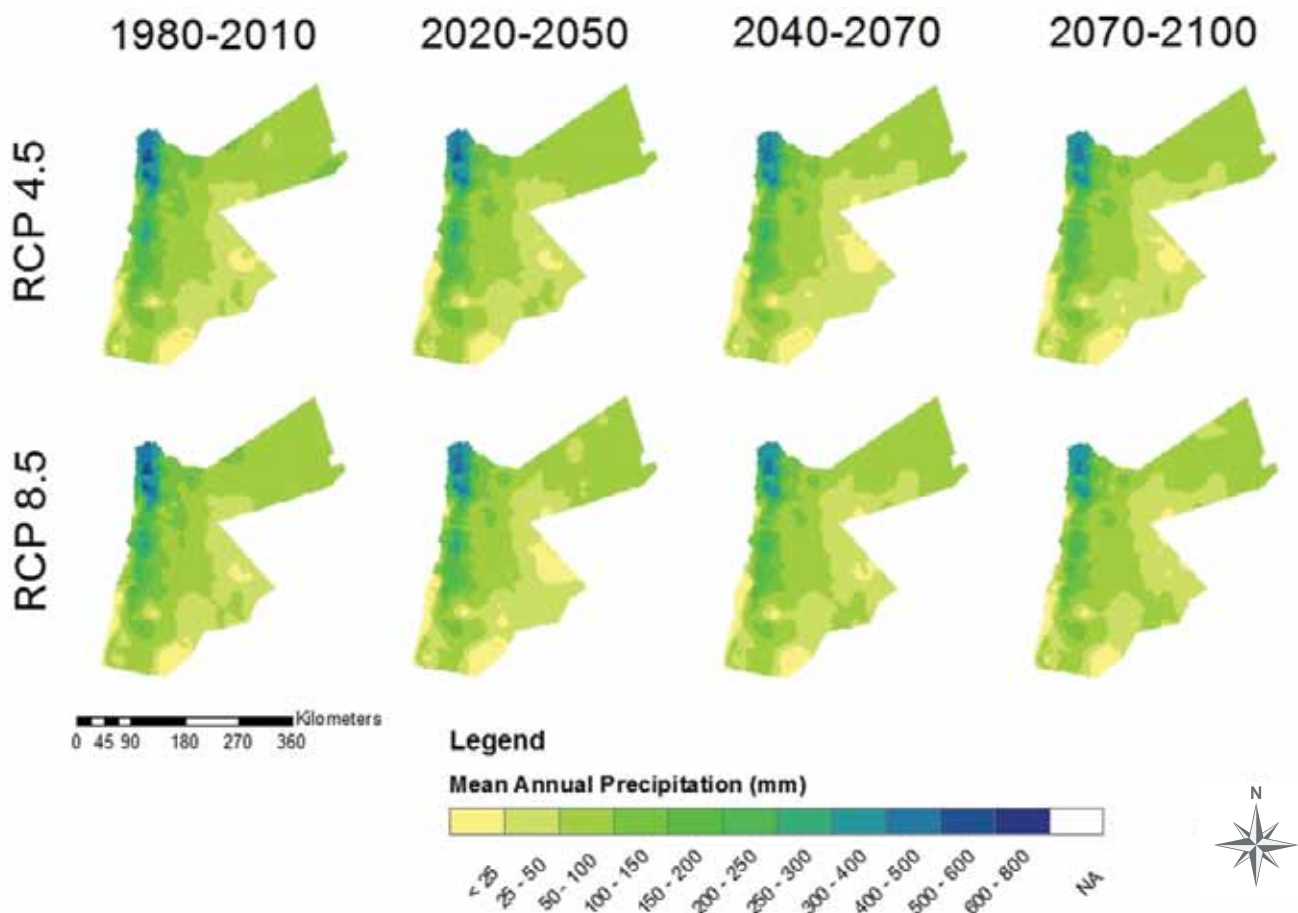 1980-2010 2020-2050 2040-2070 2070-2100
RCP 4.5
RCP 8.5
Kilometers
0 45 90 180 270 360
Legend
Mean Annual Precipitation (mm)
< 25 25 - 50 50 - 100 100 - 150 150 - 200 200 - 250 250 - 300 300 - 400 400 - 500 500 - 600 600 - 800 NA
N